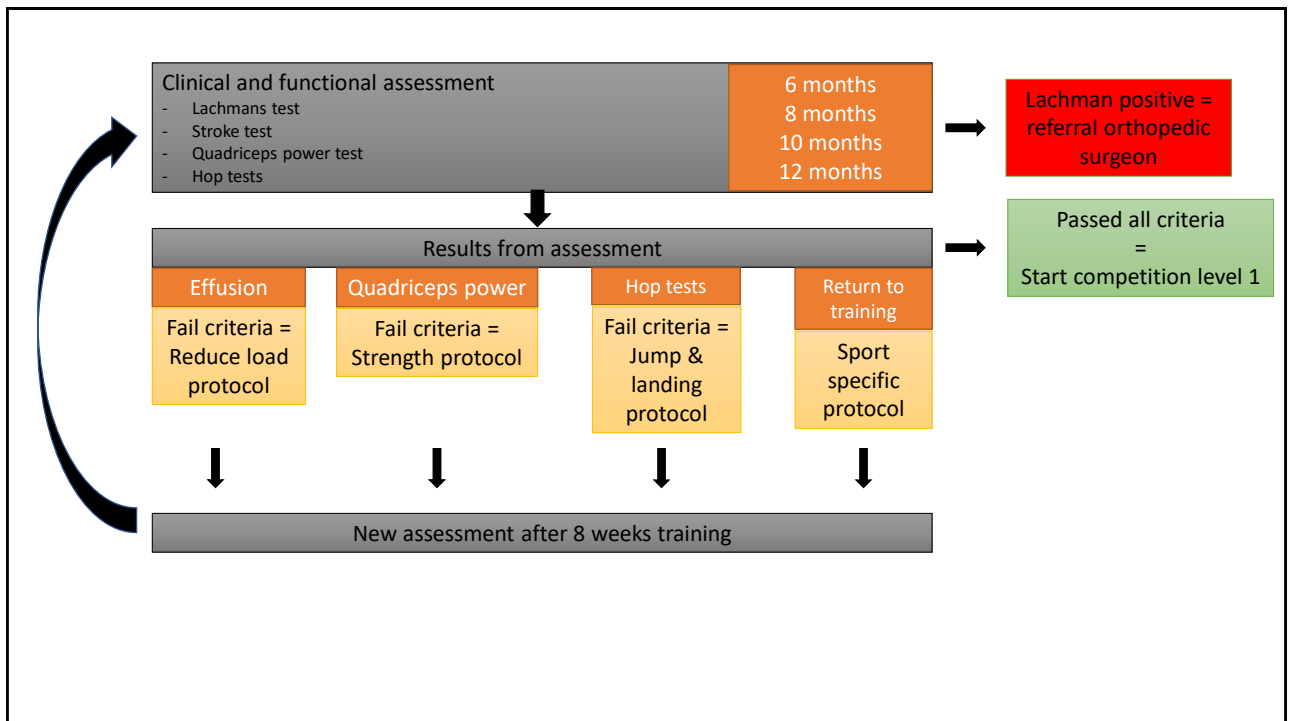 Clinical and functional assessment
- Lachmans test
- Stroke test
- Quadriceps power test
- Hop tests
6 months
8 months
10 months
12 months
Lachman positive =
referral orthopedic
surgeon
Results from assessment
Passed all criteria
=
Start competition level 1
Effusion
Fail criteria =
Reduce load
protocol
Quadriceps power
Fail criteria =
Strength protocol
Hop tests
Fail criteria =
Jump &
landing
protocol
Return to
training
Sport
specific
protocol
New assessment after 8 weeks training